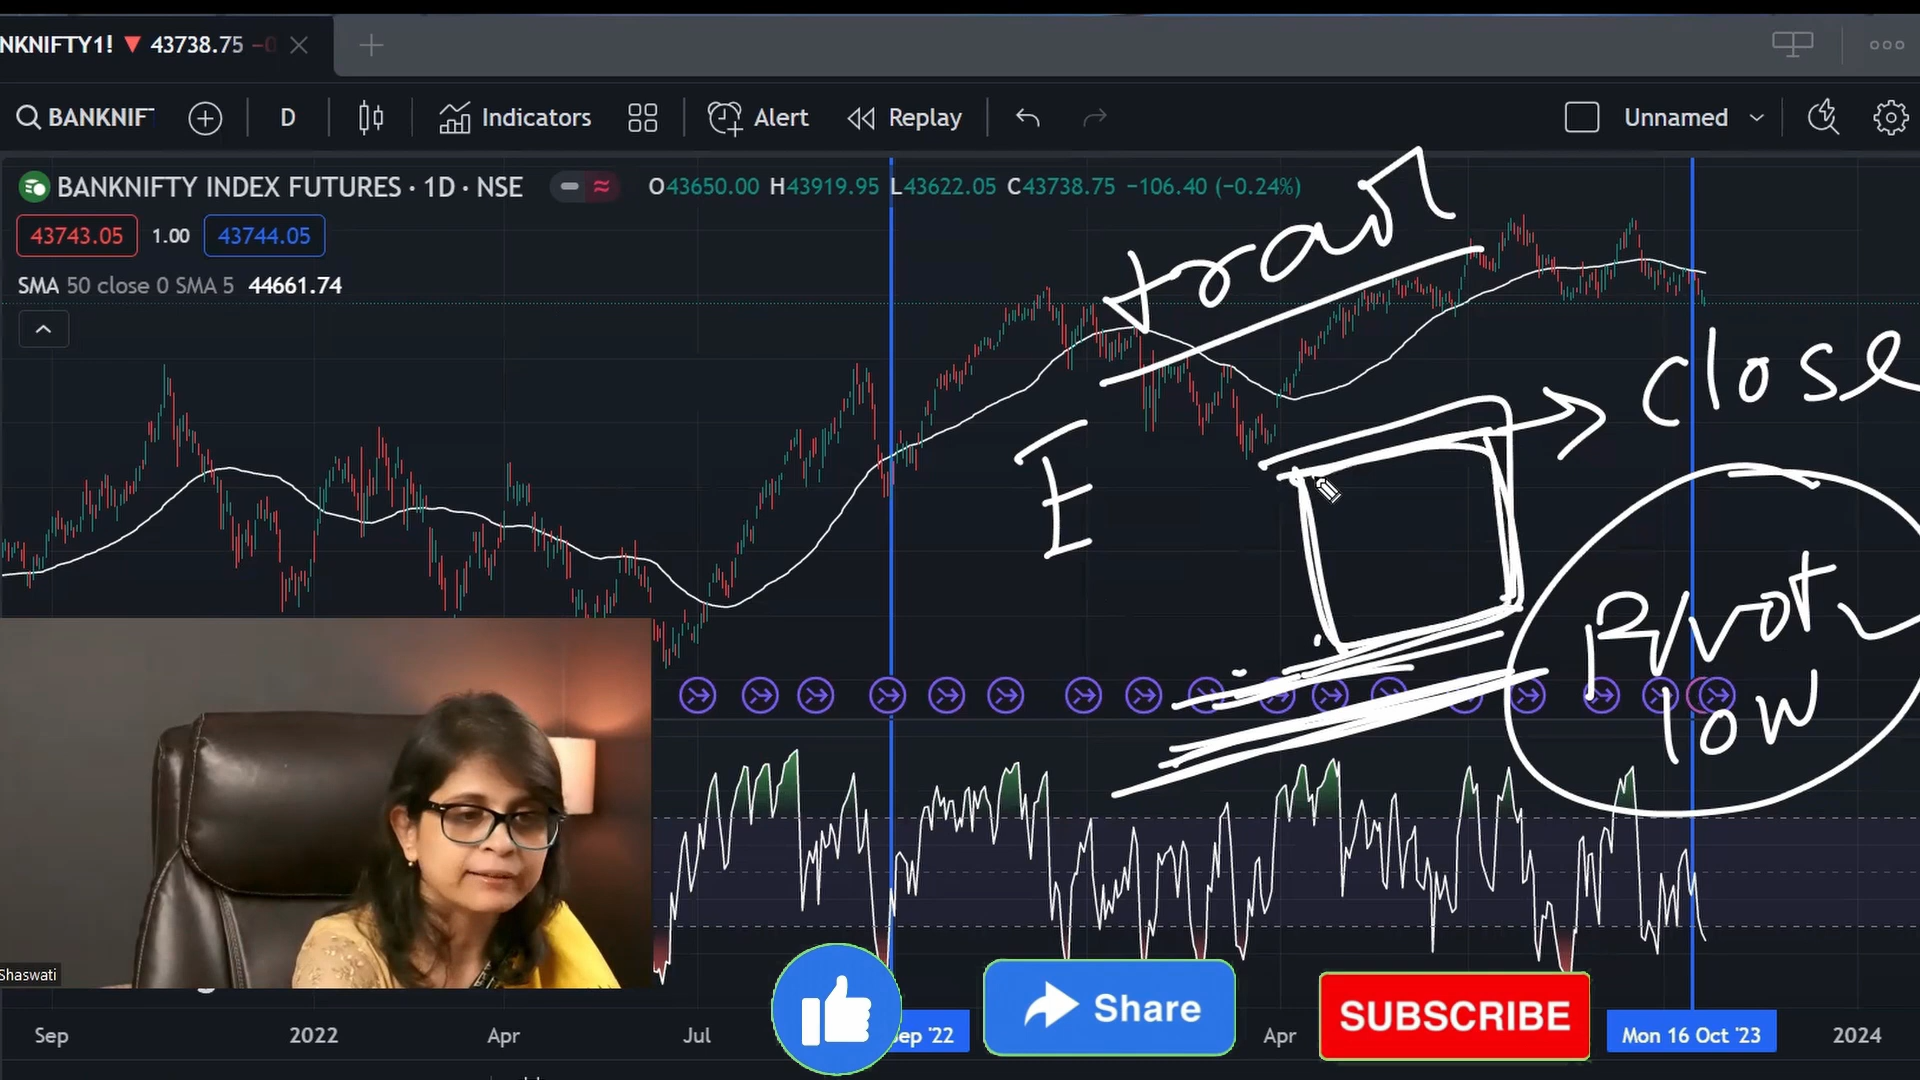 NKNIFTY1! ▼ 43738.75 −0
BANKNIFT
D
Indicators
Alert
Replay
Unnamed
BANKNIFTY INDEX FUTURES · 1D · NSE
O43650.00 H43919.95 L43622.05 C43738.75 −106.40 (−0.24%)
43743.05 1.00 43744.05
SMA 50 close 0 SMA 5 44661.74
close
E
Pivot
low
Shaswati
Share
SUBSCRIBE
Sep 2022 Apr Jul ep '22 Apr Mon 16 Oct '23 2024